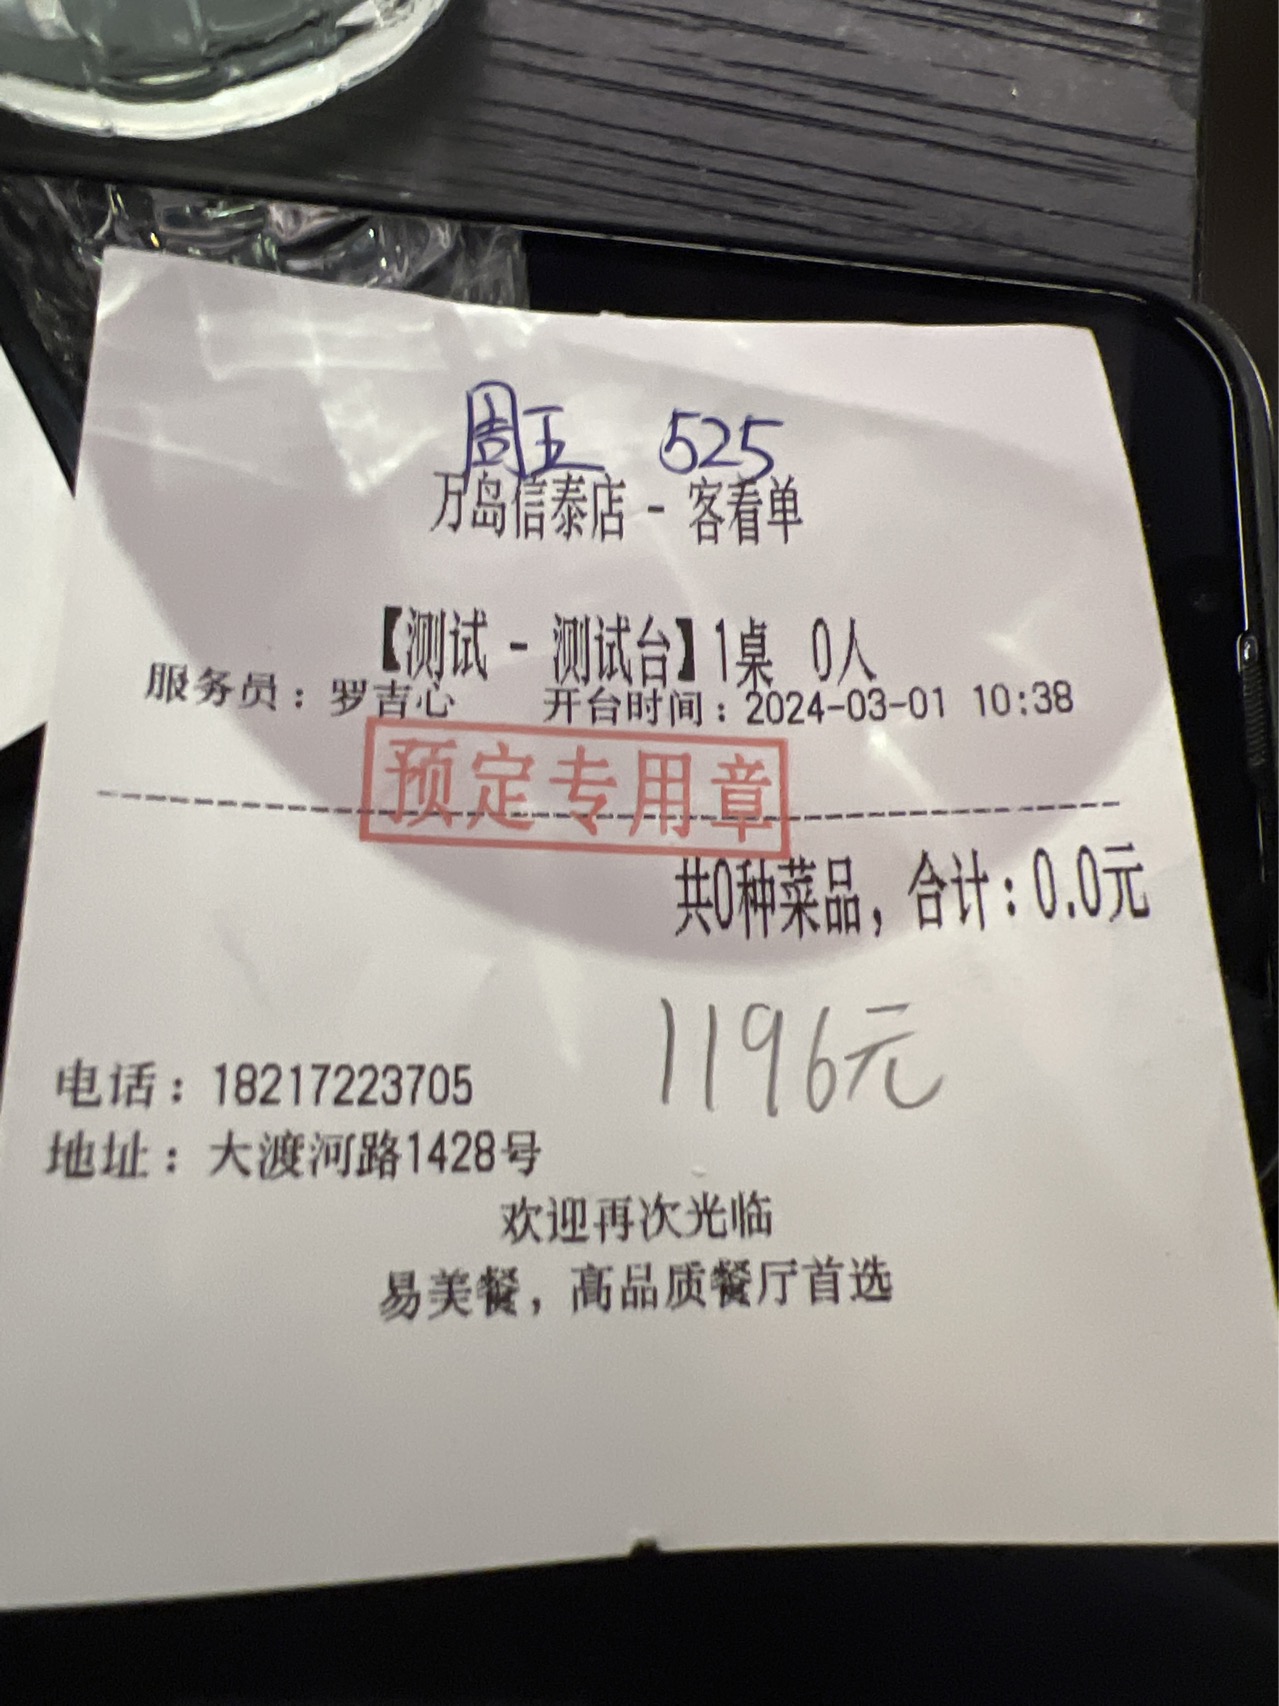 周五 525
万岛信泰店 - 客看单
【测试 - 测试台】1桌 0人
服务员：罗吉心 开台时间：2024-03-01 10:38
预定专用章
共0种菜品，合计：0.0元
1196元
电话：18217223705
地址：大渡河路1428号
欢迎再次光临
易美餐，高品质餐厅首选